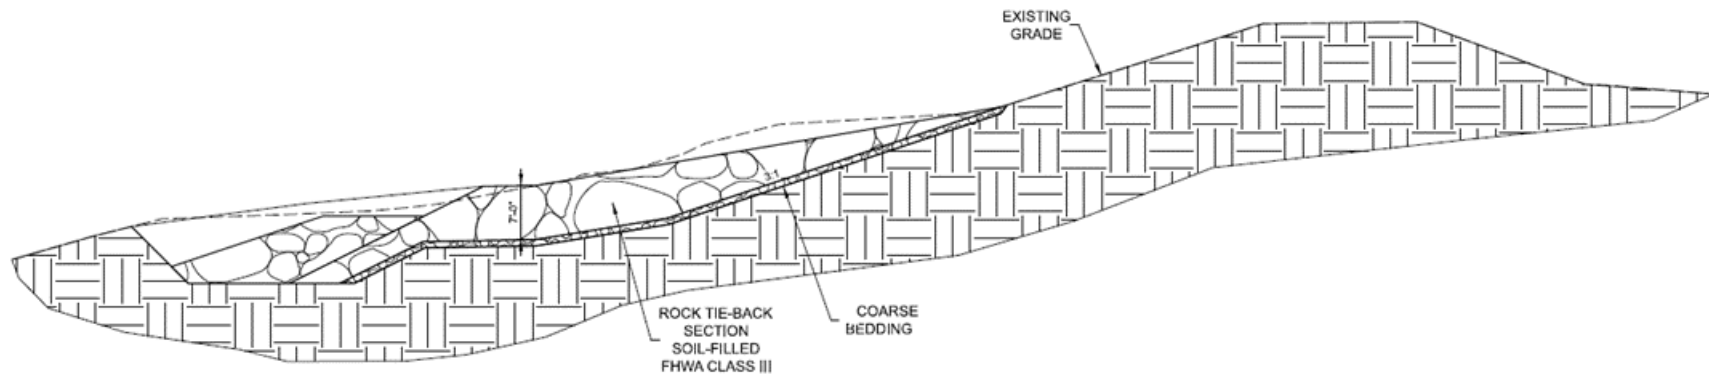 EXISTING
GRADE
3:1
7'-0"
ROCK TIE-BACK
SECTION
SOIL-FILLED
FHWA CLASS III
COARSE
BEDDING